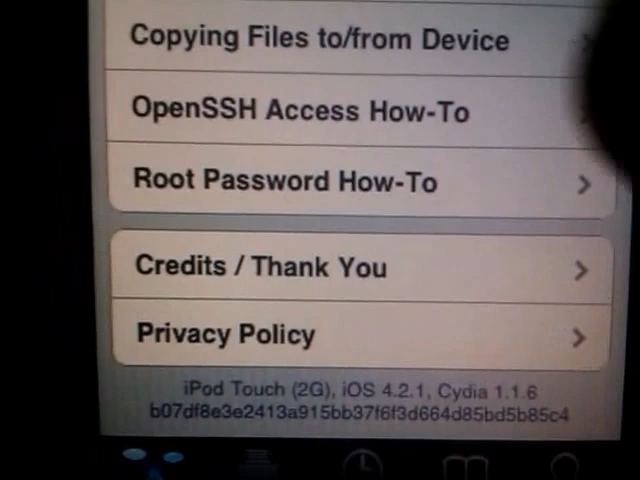 Copying Files to/from Device
OpenSSH Access How-To
Root Password How-To
Credits / Thank You
Privacy Policy
iPod Touch (2G), iOS 4.2.1, Cydia 1.1.6
b07df8e3e2413a915bb37f6f3d664d85bd5b85c4